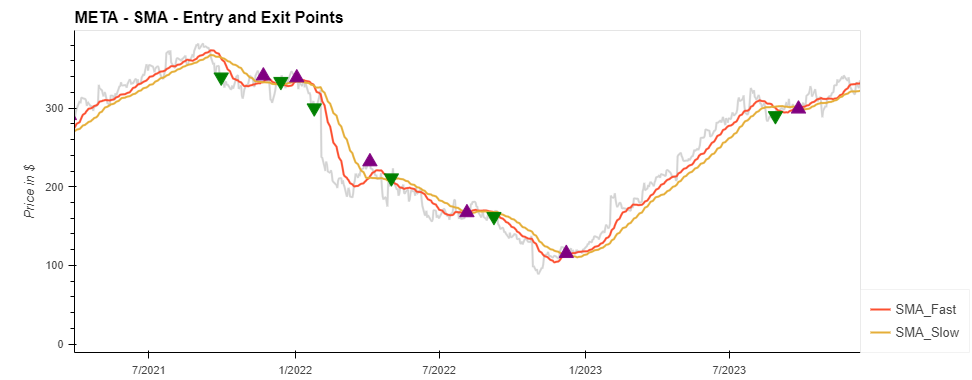 META - SMA - Entry and Exit Points
Price in $
300
200
100
0
7/2021
1/2022
7/2022
1/2023
7/2023
SMA_Fast
SMA_Slow